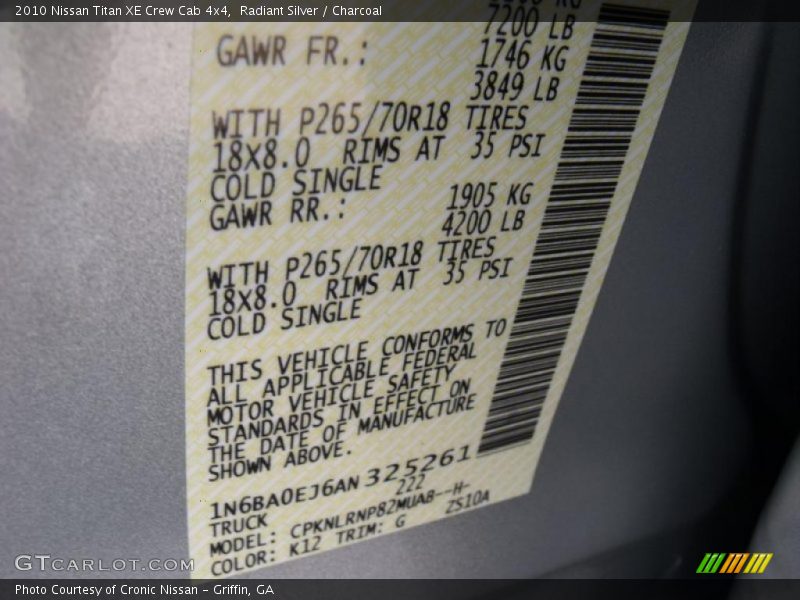 2010 Nissan Titan XE Crew Cab 4x4, Radiant Silver / Charcoal
7200 LB
GAWR FR.: 1746 KG
3849 LB
WITH P265/70R18 TIRES
18X8.0 RIMS AT 35 PSI
COLD SINGLE
GAWR RR.: 1905 KG
4200 LB
WITH P265/70R18 TIRES
18X8.0 RIMS AT 35 PSI
COLD SINGLE
THIS VEHICLE CONFORMS TO
ALL APPLICABLE FEDERAL
MOTOR VEHICLE SAFETY
STANDARDS IN EFFECT ON
THE DATE OF MANUFACTURE
SHOWN ABOVE.
1N6BA0EJ6AN 325261
TRUCK 222
MODEL: CPKNLRNP82MUAB--H-
COLOR: K12 TRIM: G ZS10A
GTCARLOT.COM
Photo Courtesy of Cronic Nissan - Griffin, GA